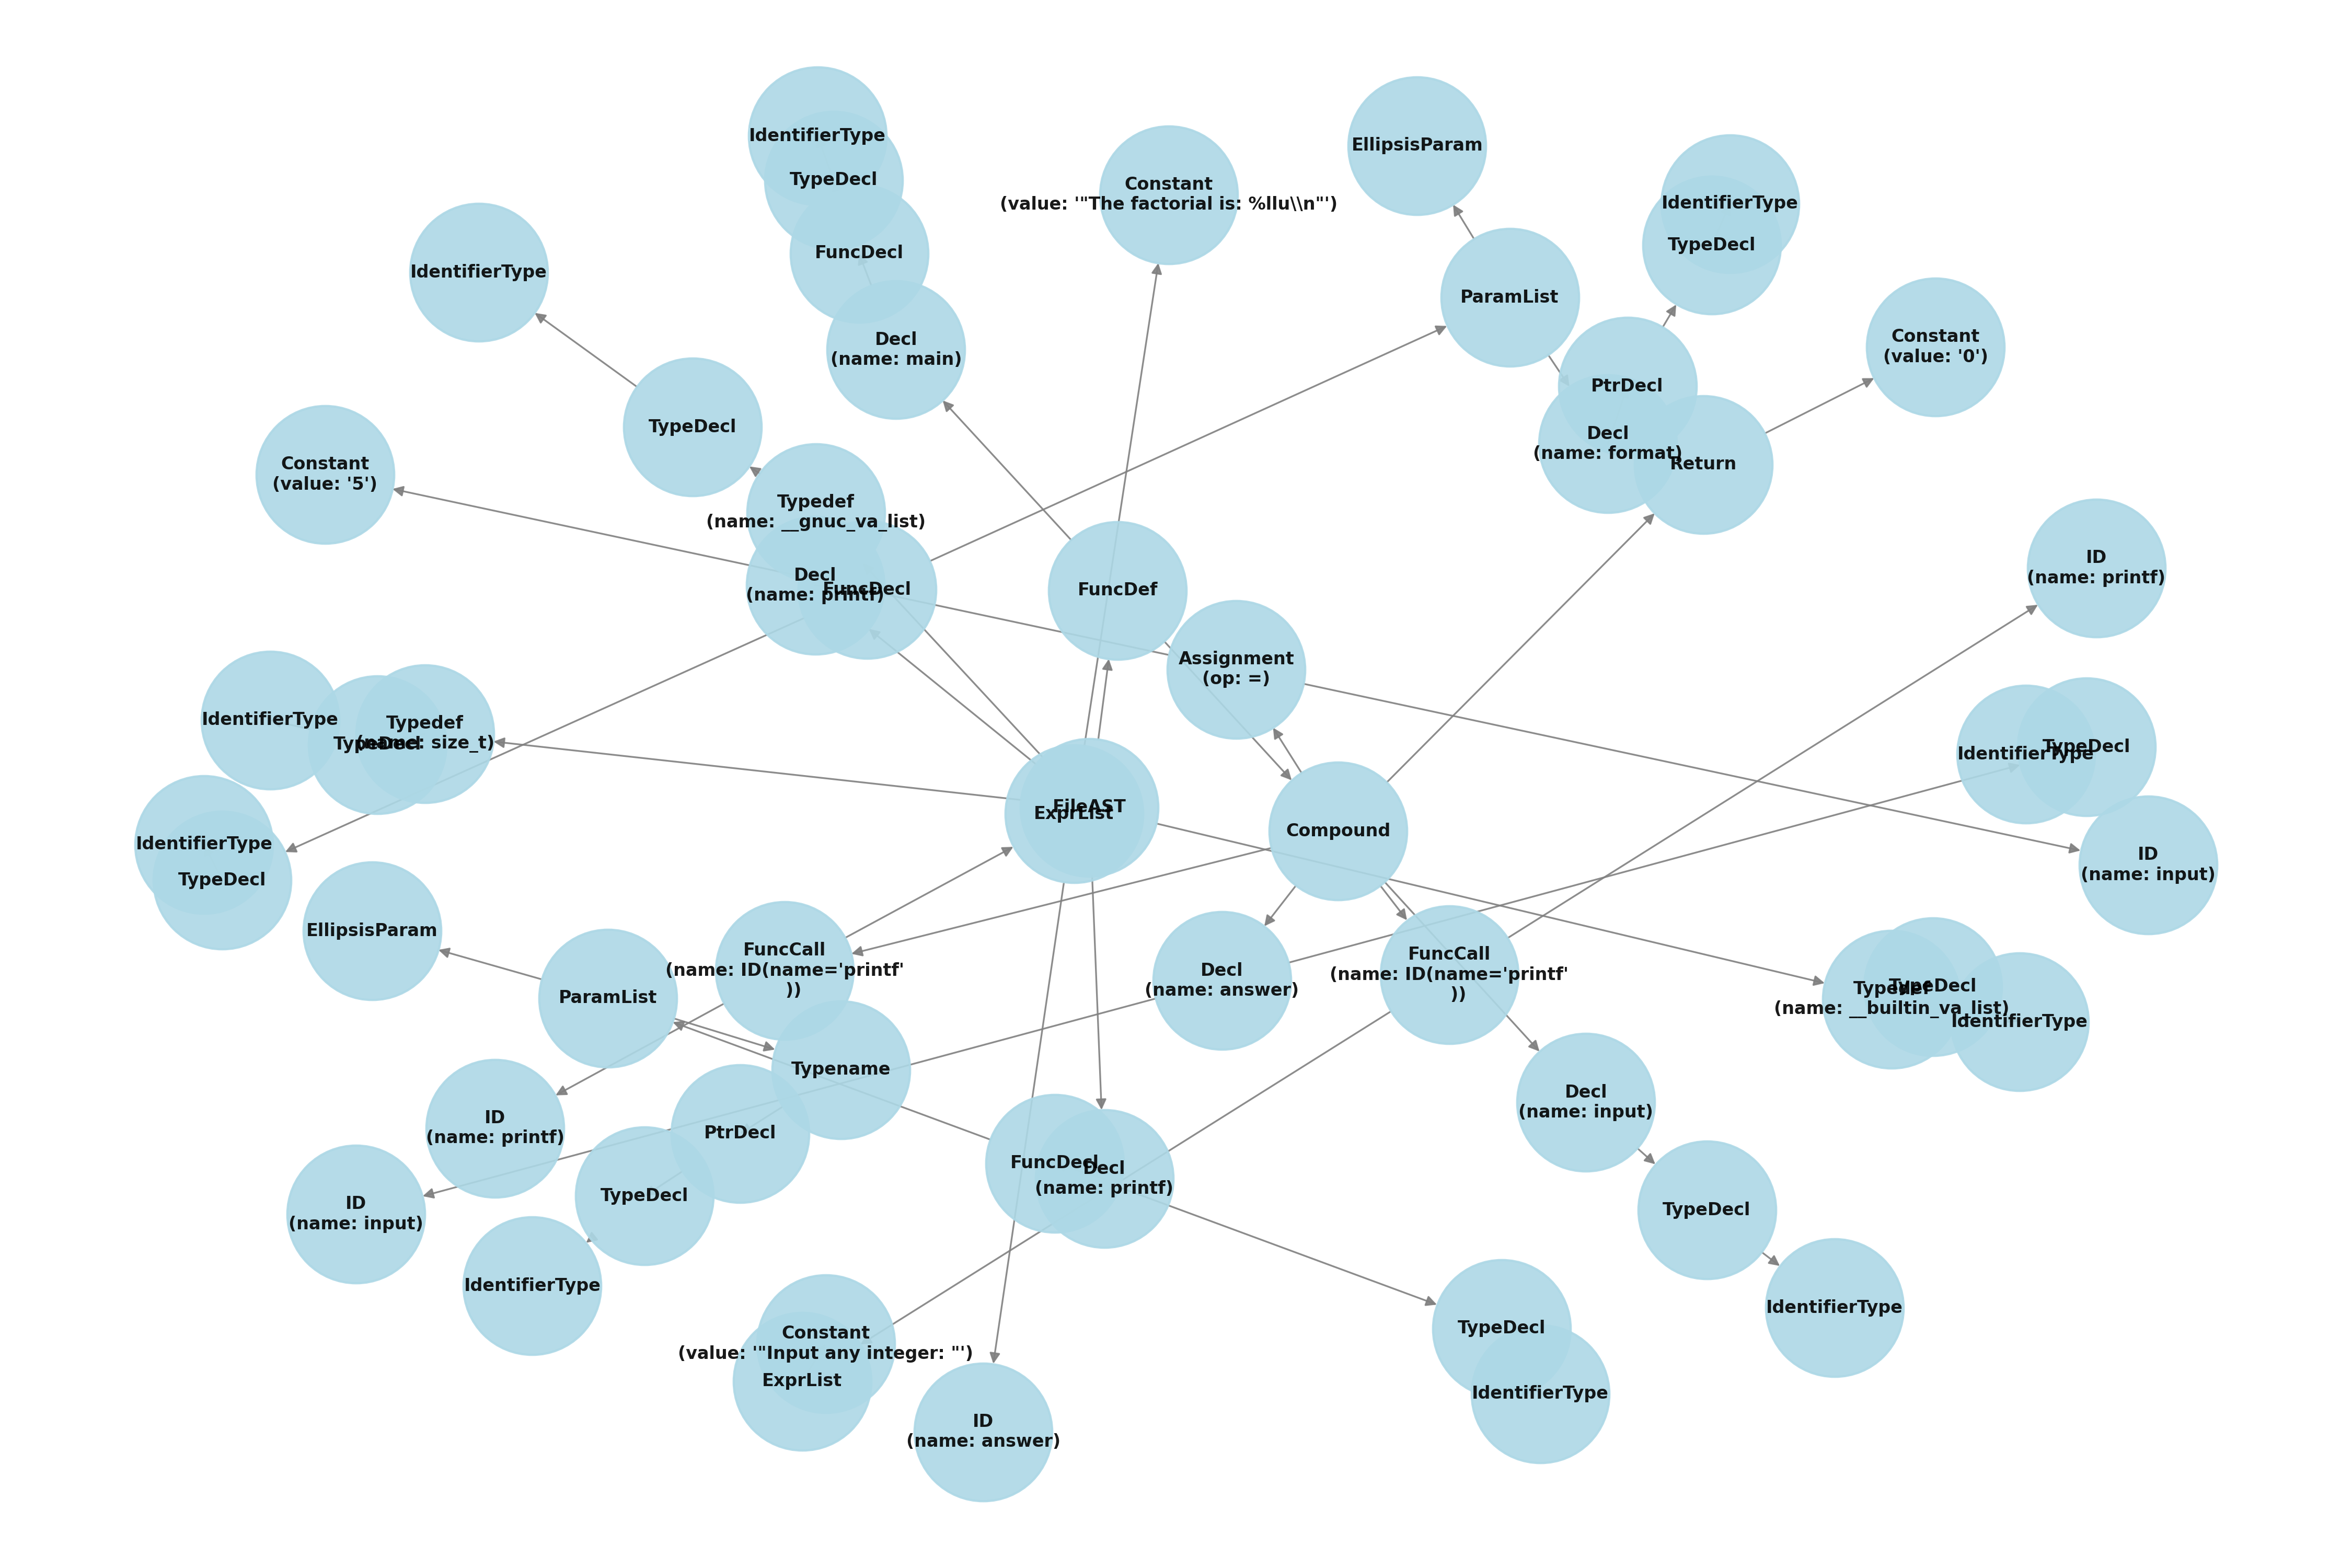 IdentifierType
TypeDecl
FuncDecl
Decl
(name: main)
Constant
(value: '"The factorial is: %llu\\n"')
EllipsisParam
ParamList
IdentifierType
TypeDecl
Constant
(value: '0')
PtrDecl
Decl
(name: format)
Return
IdentifierType
TypeDecl
Constant
(value: '5')
Typedef
(name: __gnuc_va_list)
Decl
(name: printf)
FuncDecl
FuncDef
Assignment
(op: =)
ID
(name: printf)
IdentifierType
TypeDecl
Typedef
(name: size_t)
IdentifierType
TypeDecl
ID
(name: input)
FileAST
ExprList
Compound
IdentifierType
TypeDecl
EllipsisParam
ParamList
FuncCall
(name: ID(name='printf'
))
Decl
(name: answer)
FuncCall
(name: ID(name='printf'
))
Typedef
(name: __builtin_va_list)
TypeDecl
IdentifierType
Typename
PtrDecl
ID
(name: printf)
ID
(name: input)
TypeDecl
IdentifierType
FuncDecl
Decl
(name: printf)
Decl
(name: input)
TypeDecl
IdentifierType
Constant
(value: '"Input any integer: "')
ExprList
ID
(name: answer)
TypeDecl
IdentifierType